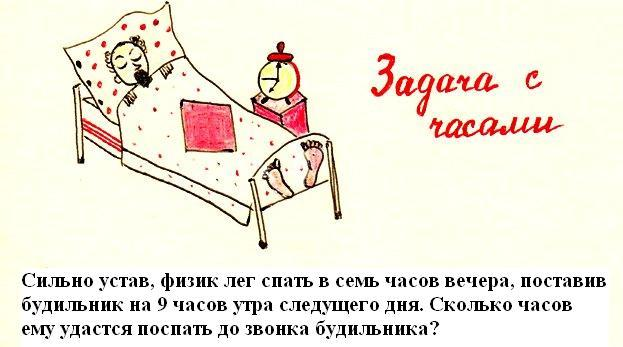 Задача с
часами
Сильно устав, физик лег спать в семь часов вечера, поставив
будильник на 9 часов утра следущего дня. Сколько часов
ему удастся поспать до звонка будильника?